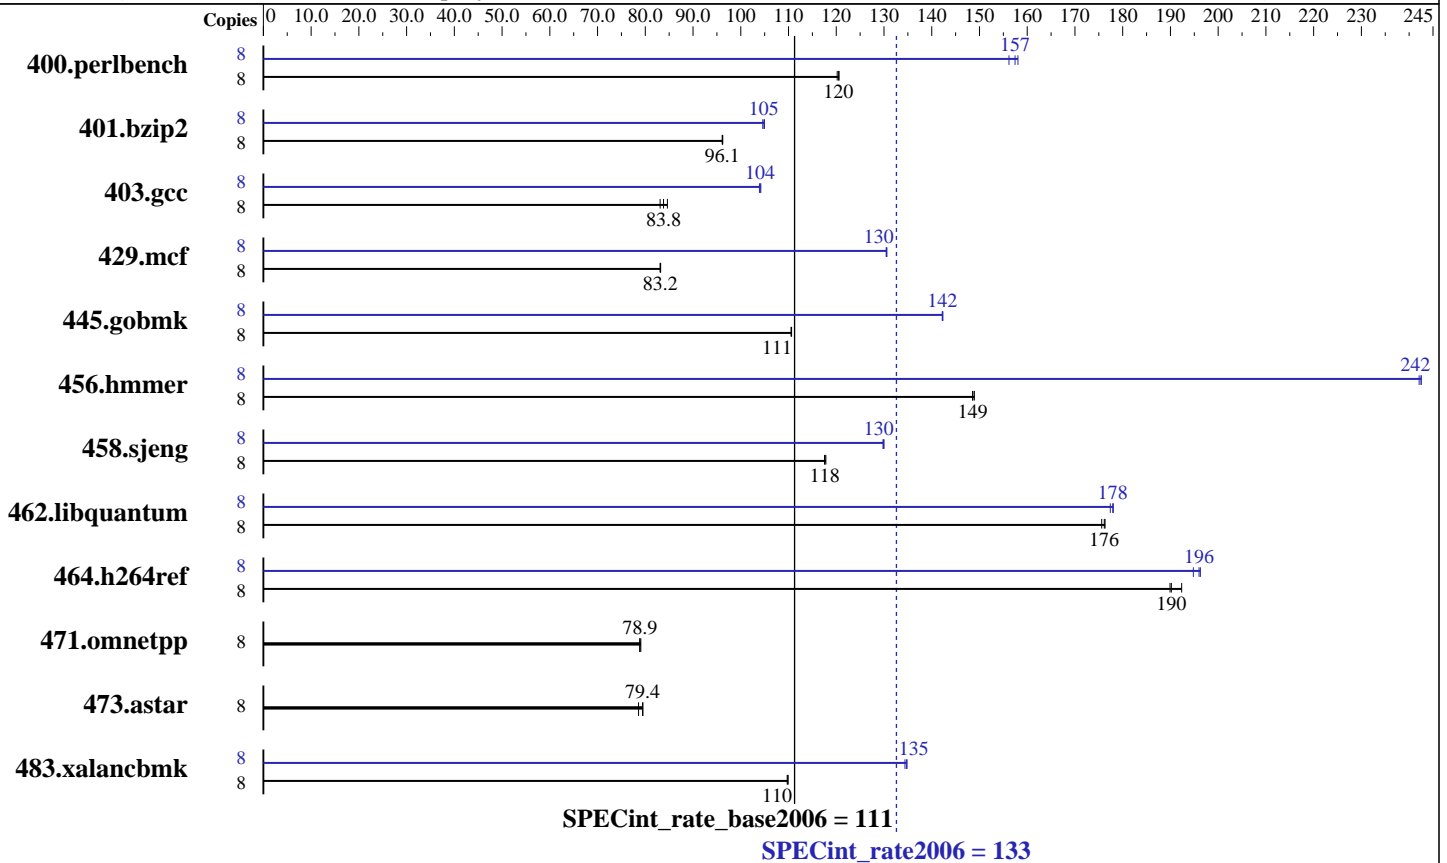 Copies 0 10.0 20.0 30.0 40.0 50.0 60.0 70.0 80.0 90.0 100 110 120 130 140 150 160 170 180 190 200 210 220 230 245
400.perlbench 8 157
8 120
401.bzip2 8 105
8 96.1
403.gcc 8 104
8 83.8
429.mcf 8 130
8 83.2
445.gobmk 8 142
8 111
456.hmmer 8 242
8 149
458.sjeng 8 130
8 118
462.libquantum 8 178
8 176
464.h264ref 8 196
8 190
471.omnetpp 8 78.9
473.astar 8 79.4
483.xalancbmk 8 135
8 110
SPECint_rate_base2006 = 111
SPECint_rate2006 = 133